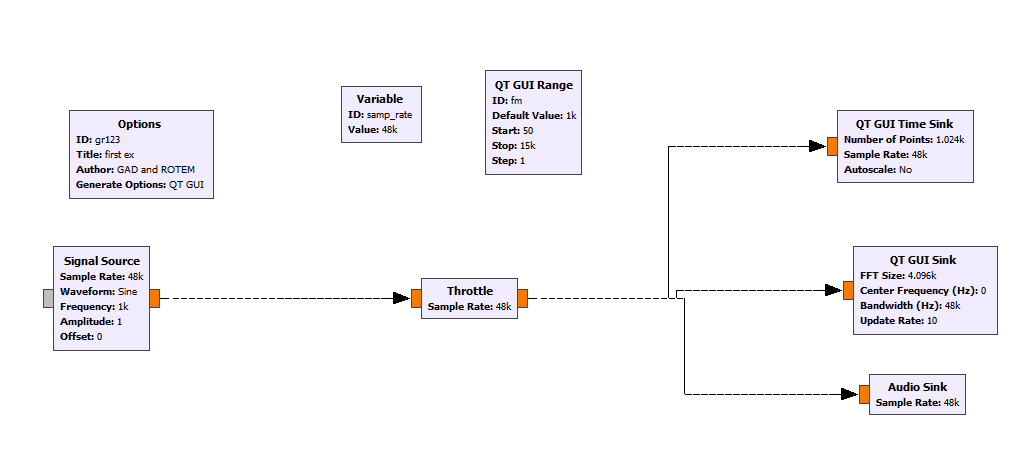 Options
ID: gr123
Title: first ex
Author: GAD and ROTEM
Generate Options: QT GUI
Variable
ID: samp_rate
Value: 48k
QT GUI Range
ID: fm
Default Value: 1k
Start: 50
Stop: 15k
Step: 1
QT GUI Time Sink
Number of Points: 1.024k
Sample Rate: 48k
Autoscale: No
Signal Source
Sample Rate: 48k
Waveform: Sine
Frequency: 1k
Amplitude: 1
Offset: 0
Throttle
Sample Rate: 48k
QT GUI Sink
FFT Size: 4.096k
Center Frequency (Hz): 0
Bandwidth (Hz): 48k
Update Rate: 10
Audio Sink
Sample Rate: 48k